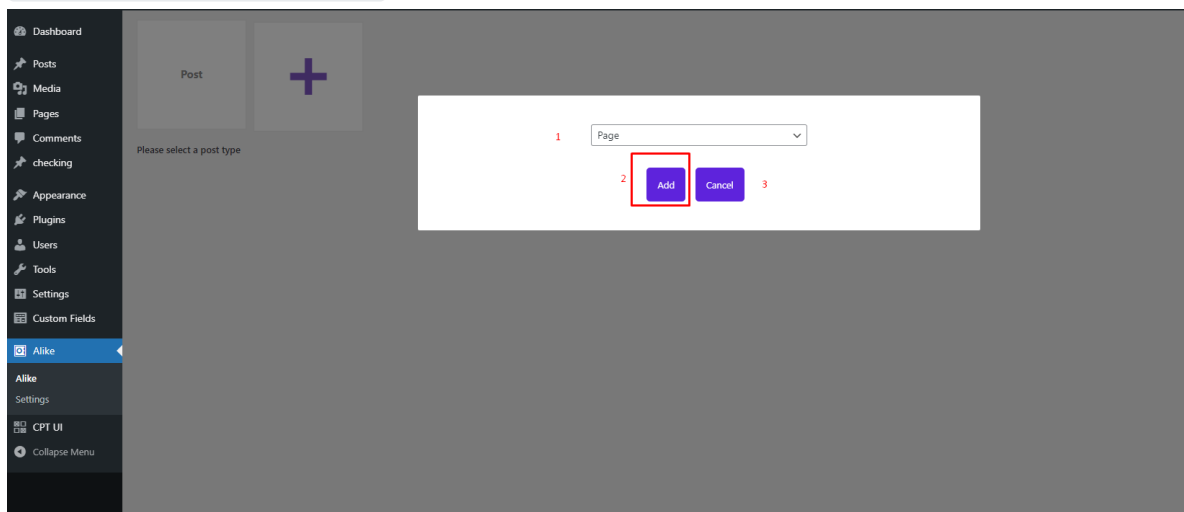 Dashboard
Posts
Media
Pages
Comments
checking
Appearance
Plugins
Users
Tools
Settings
Custom Fields
Alike
Alike
Settings
CPT UI
Collapse Menu
Post
Please select a post type
1
Page
2
Add
Cancel
3